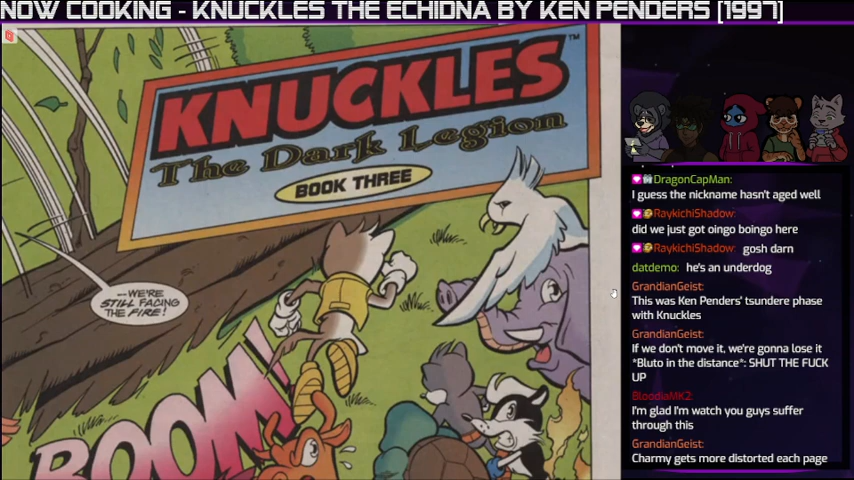 NOW COOKING - KNUCKLES THE ECHIDNA BY KEN PENDERS [1997]
KNUCKLES
TM
The Dark Legion
BOOK THREE
--WE'RE
STILL FACING
THE FIRE!
BOOM!
DragonCapMan:
I guess the nickname hasn't aged well
RaykichiShadow:
did we just got oingo boingo here
RaykichiShadow: gosh darn
datdemo: he's an underdog
GrandianGeist:
This was Ken Penders' tsundere phase
with Knuckles
GrandianGeist:
If we don't move it, we're gonna lose it
*Bluto in the distance*: SHUT THE FUCK
UP
BloodiaMK2:
I'm glad I'm watch you guys suffer
through this
GrandianGeist:
Charmy gets more distorted each page